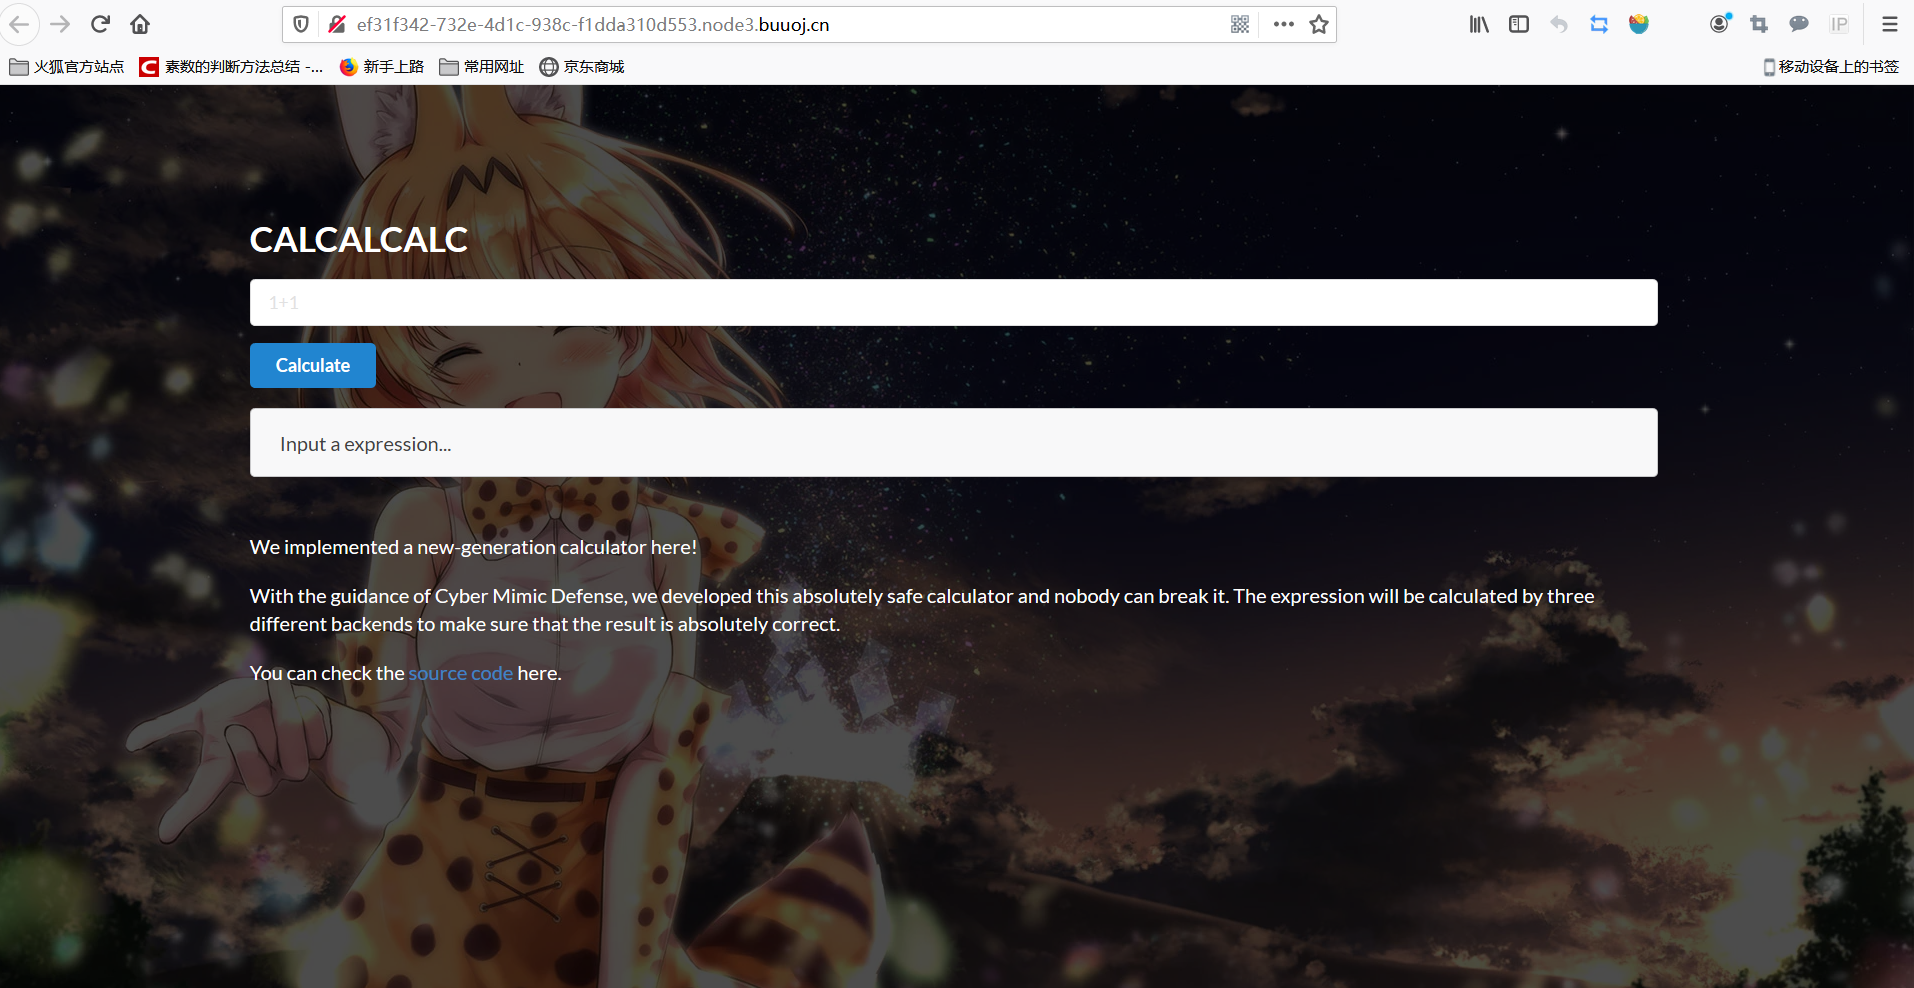 ef31f342-732e-4d1c-938c-f1dda310d553.node3.buuoj.cn
IP
火狐官方站点 C 素数的判断方法总结 -... 新手上路 常用网址 京东商城 移动设备上的书签
CALCALCALC
1+1
Calculate
Input a expression...
We implemented a new-generation calculator here!
With the guidance of Cyber Mimic Defense, we developed this absolutely safe calculator and nobody can break it. The expression will be calculated by three
different backends to make sure that the result is absolutely correct.
You can check the source code here.